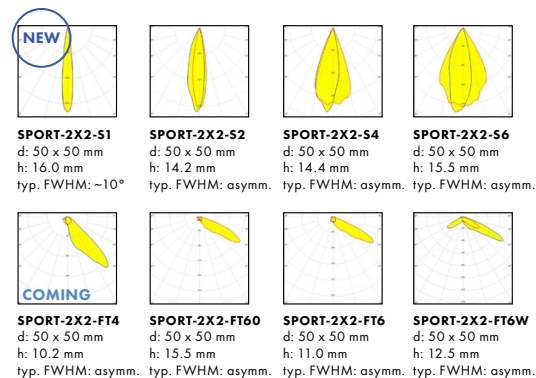 NEW
SPORT-2X2-S1
d: 50 x 50 mm
h: 16.0 mm
typ. FWHM: ~10°
SPORT-2X2-S2
d: 50 x 50 mm
h: 14.2 mm
typ. FWHM: asymm.
SPORT-2X2-S4
d: 50 x 50 mm
h: 14.4 mm
typ. FWHM: asymm.
SPORT-2X2-S6
d: 50 x 50 mm
h: 15.5 mm
typ. FWHM: asymm.
COMING
SPORT-2X2-FT4
d: 50 x 50 mm
h: 10.2 mm
typ. FWHM: asymm.
SPORT-2X2-FT60
d: 50 x 50 mm
h: 15.5 mm
typ. FWHM: asymm.
SPORT-2X2-FT6
d: 50 x 50 mm
h: 11.0 mm
typ. FWHM: asymm.
SPORT-2X2-FT6W
d: 50 x 50 mm
h: 12.5 mm
typ. FWHM: asymm.